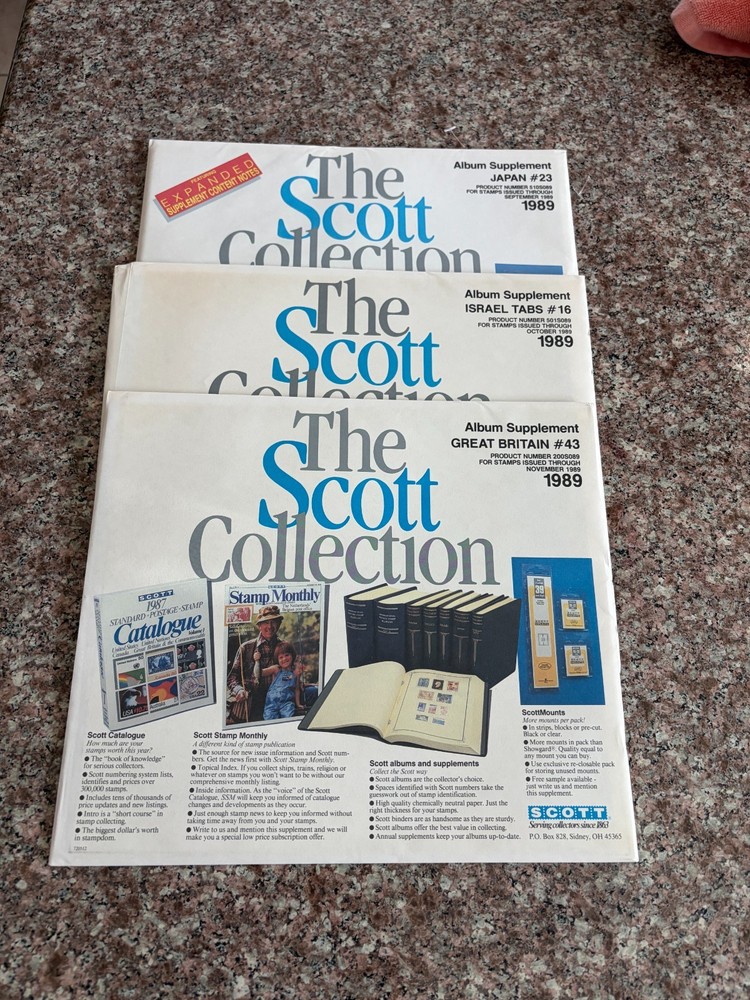 FEATURING
EXPANDED
SUPPLEMENT CONTENT NOTES
The
Scott
Collection
Album Supplement
JAPAN #23
PRODUCT NUMBER 510S089
FOR STAMPS ISSUED THROUGH
SEPTEMBER 1989
1989
The
Scott
Collection
Album Supplement
ISRAEL TABS #16
PRODUCT NUMBER 501S089
FOR STAMPS ISSUED THROUGH
OCTOBER 1989
1989
The
Scott
Collection
Album Supplement
GREAT BRITAIN #43
PRODUCT NUMBER 200S089
FOR STAMPS ISSUED THROUGH
NOVEMBER 1989
1989
SCOTT
1987
STANDARD·POSTAGE·STAMP
Catalogue
Volume 1
SCOTT
Stamp Monthly
39
Scott Catalogue
How much are your
stamps worth this year?
● The "book of knowledge"
for serious collectors.
● Scott numbering system lists,
identifies and prices over
300,000 stamps.
● Includes tens of thousands of
price updates and new listings.
● Intro is a "short course" in
stamp collecting.
● The biggest dollar's worth
in stampdom.
Scott Stamp Monthly
A different kind of stamp publication
● The source for new issue information and Scott num-
bers. Get the news first with Scott Stamp Monthly.
● Topical Index. If you collect ships, trains, religion or
whatever on stamps you won't want to be without our
comprehensive monthly listing.
● Inside information. As the "voice" of the Scott
Catalogue, SSM will keep you informed of catalogue
changes and developments as they occur.
● Just enough stamp news to keep you informed without
taking time away from you and your stamps.
● Write to us and mention this supplement and we will
make you a special low price subscription offer.
Scott albums and supplements
Collect the Scott way
● Scott albums are the collector's choice.
● Spaces identified with Scott numbers take the
guesswork out of stamp identification.
● High quality chemically neutral paper. Just the
right thickness for your stamps.
● Scott binders are as handsome as they are sturdy.
● Scott albums offer the best value in collecting.
● Annual supplements keep your albums up-to-date.
ScottMounts
More mounts per pack!
● In strips, blocks or pre-cut.
Black or clear.
● More mounts in pack than
Showgard®. Quality equal to
any mount you can buy.
● Use exclusive re-closable pack
for storing unused mounts.
● Free sample available -
just write us and mention
this supplement.
SCOTT
Serving collectors since 1863
P.O. Box 828, Sidney, OH 45365